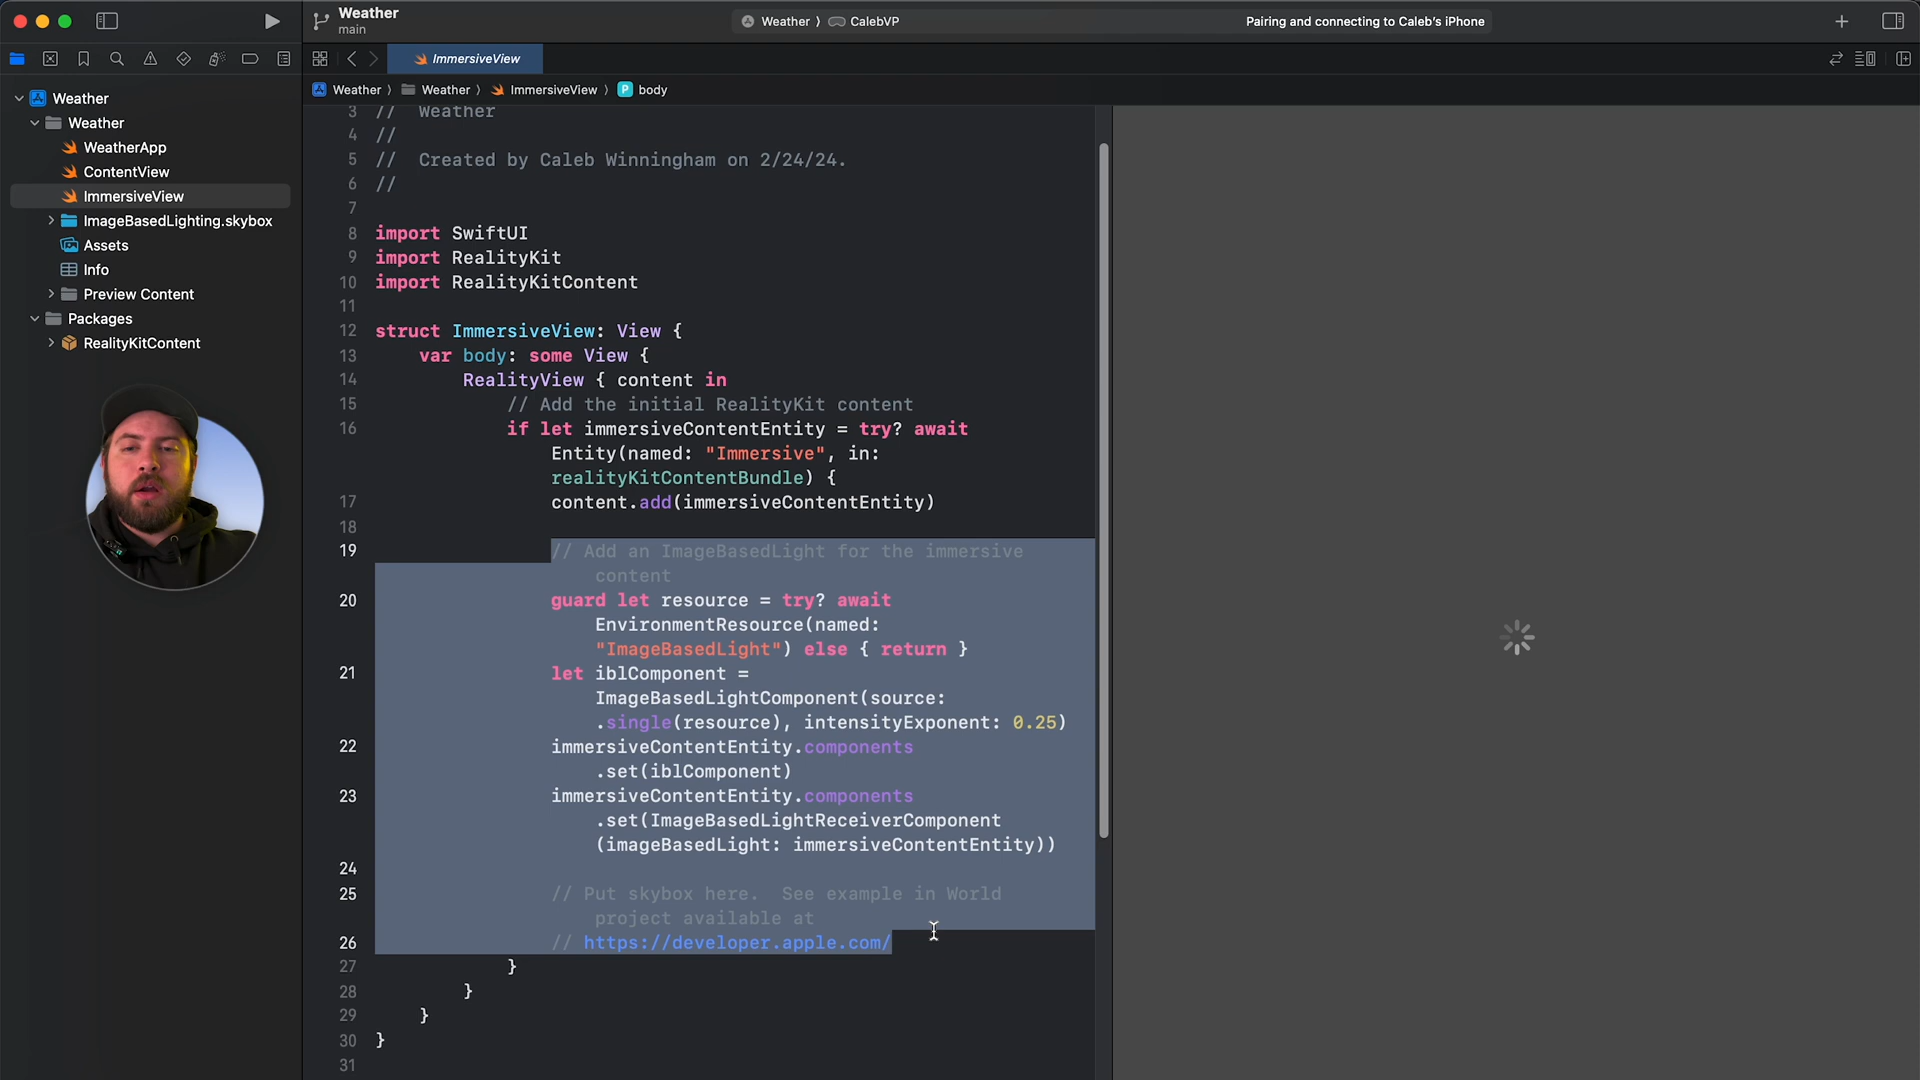 Weather
main
Weather 〉 CalebVP
Pairing and connecting to Caleb's iPhone
ImmersiveView
Weather 〉 Weather 〉 ImmersiveView 〉 P body
Weather
Weather
WeatherApp
ContentView
ImmersiveView
ImageBasedLighting.skybox
Assets
Info
Preview Content
Packages
RealityKitContent
3 //  Weather
4 //
5 //  Created by Caleb Winningham on 2/24/24.
6 //
7
8 import SwiftUI
9 import RealityKit
10 import RealityKitContent
11
12 struct ImmersiveView: View {
13     var body: some View {
14         RealityView { content in
15             // Add the initial RealityKit content
16             if let immersiveContentEntity = try? await
Entity(named: "Immersive", in:
realityKitContentBundle) {
17                 content.add(immersiveContentEntity)
18
19                 // Add an ImageBasedLight for the immersive
content
20                 guard let resource = try? await
EnvironmentResource(named:
"ImageBasedLight") else { return }
21                 let iblComponent =
ImageBasedLightComponent(source:
.single(resource), intensityExponent: 0.25)
22                 immersiveContentEntity.components
.set(iblComponent)
23                 immersiveContentEntity.components
.set(ImageBasedLightReceiverComponent
(imageBasedLight: immersiveContentEntity))
24
25                 // Put skybox here.  See example in World
project available at
26                 // https://developer.apple.com/
27             }
28         }
29     }
30 }
31